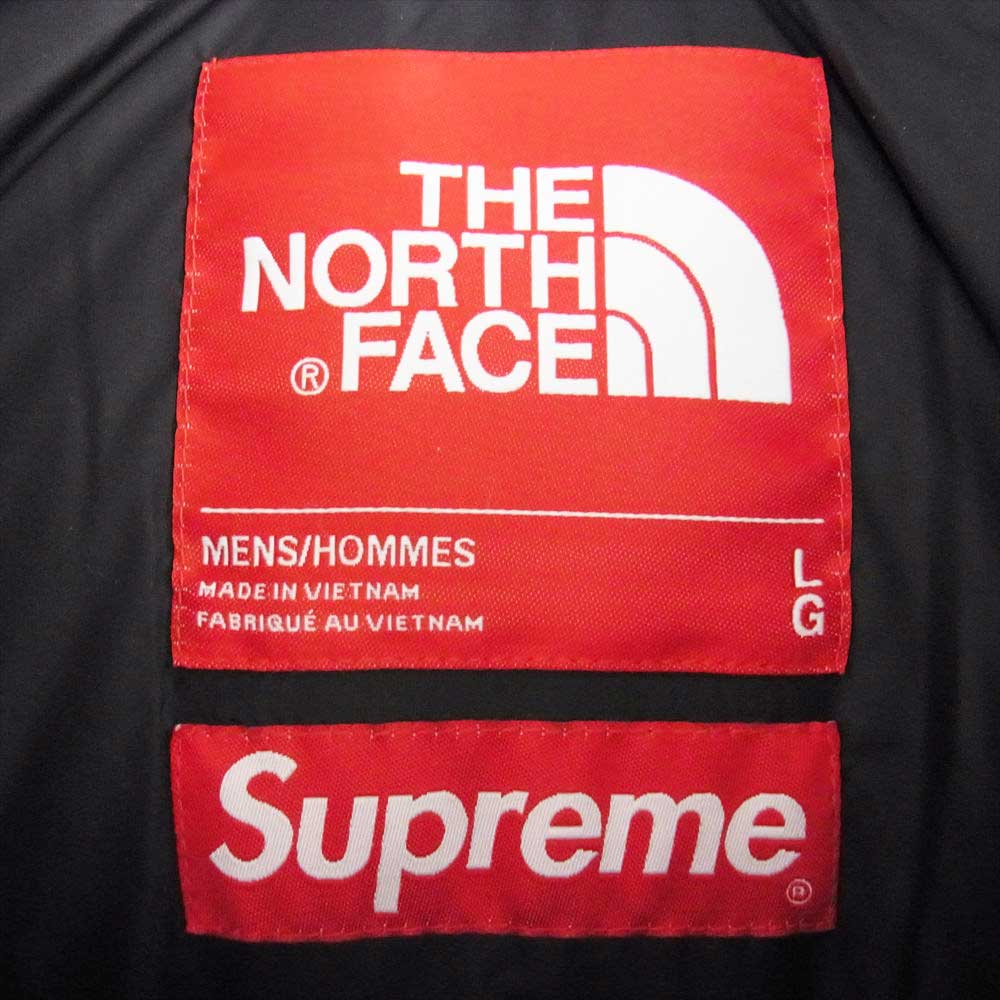 THE
NORTH
® FACE
MENS/HOMMES
MADE IN VIETNAM
FABRIQUÉ AU VIETNAM
L
G
Supreme
®